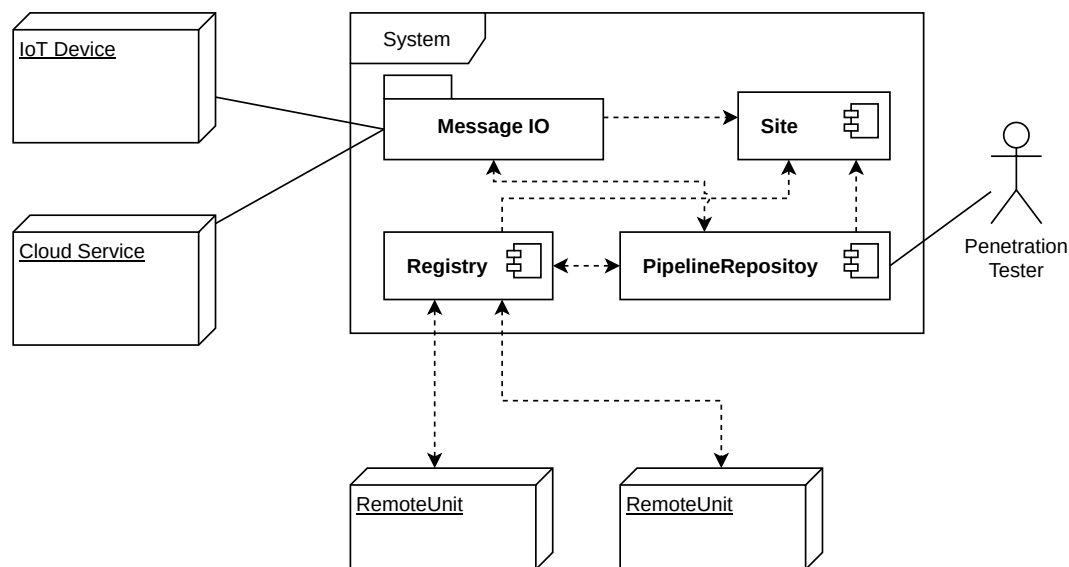 IoT Device
System
Message IO
Site
Cloud Service
Registry
PipelineRepositoy
Penetration
Tester
RemoteUnit
RemoteUnit